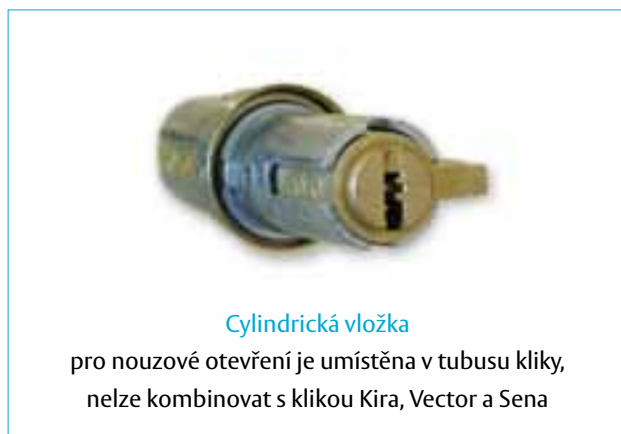 Cylindrická vložka
pro nouzové otevření je umístěna v tubusu kliky,
nelze kombinovat s klikou Kira, Vector a Sena